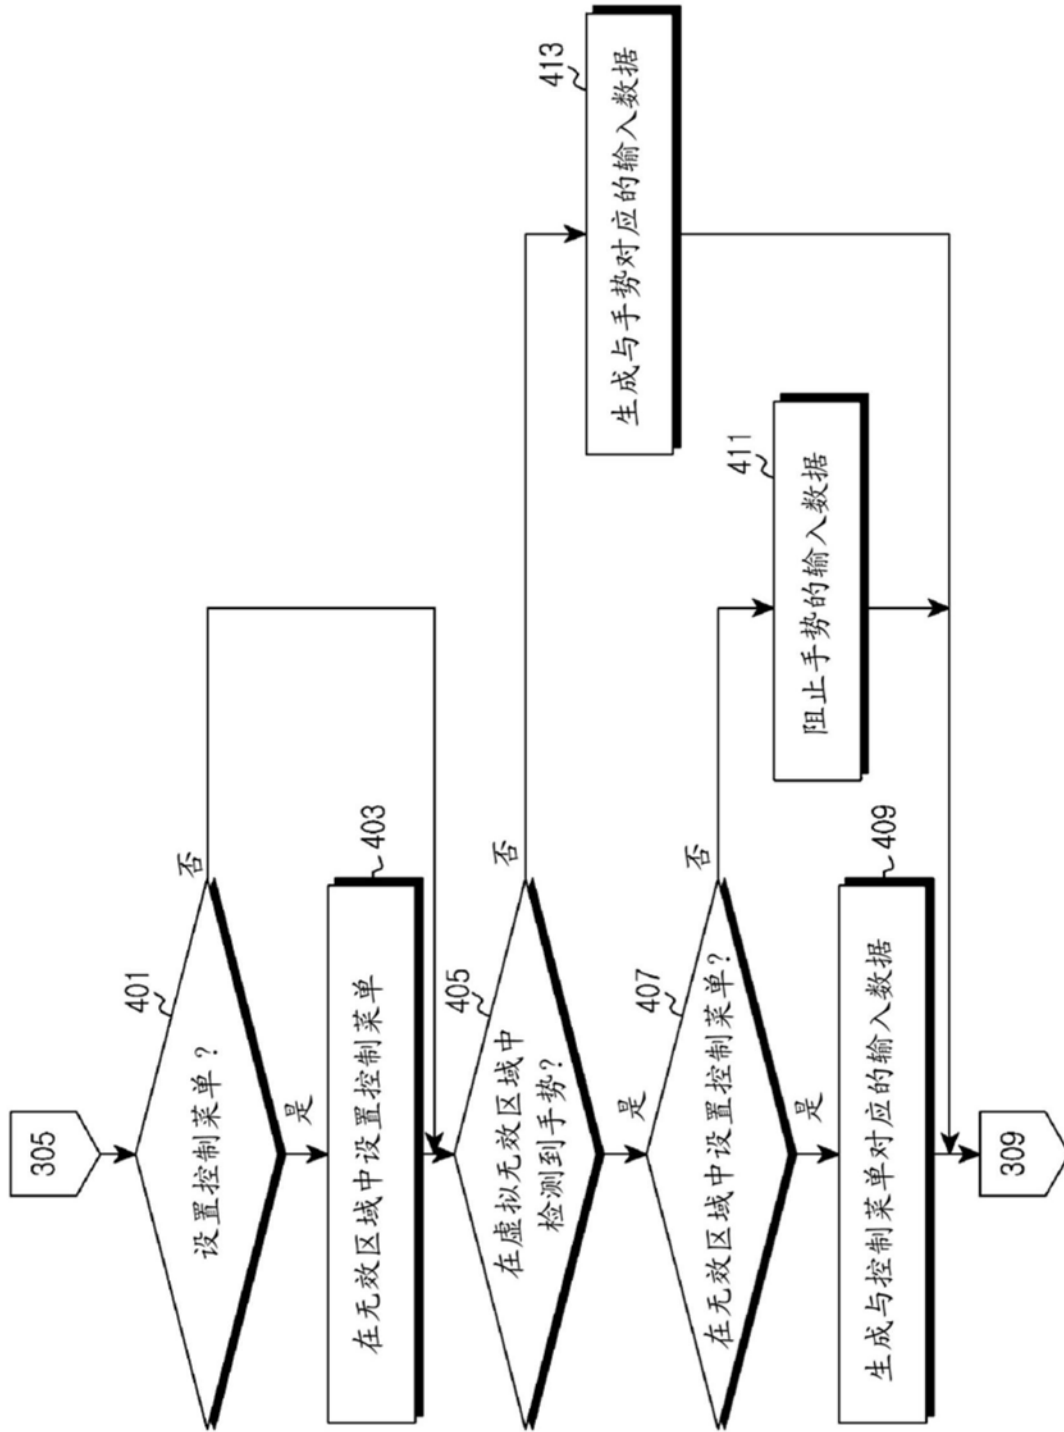 305
401
设置控制菜单？
否
是
403
在无效区域中设置控制菜单
405
在虚拟无效区域中
检测到手势？
否
是
413
生成与手势对应的输入数据
407
在无效区域中设置控制菜单？
否
是
411
阻止手势的输入数据
409
生成与控制菜单对应的输入数据
309